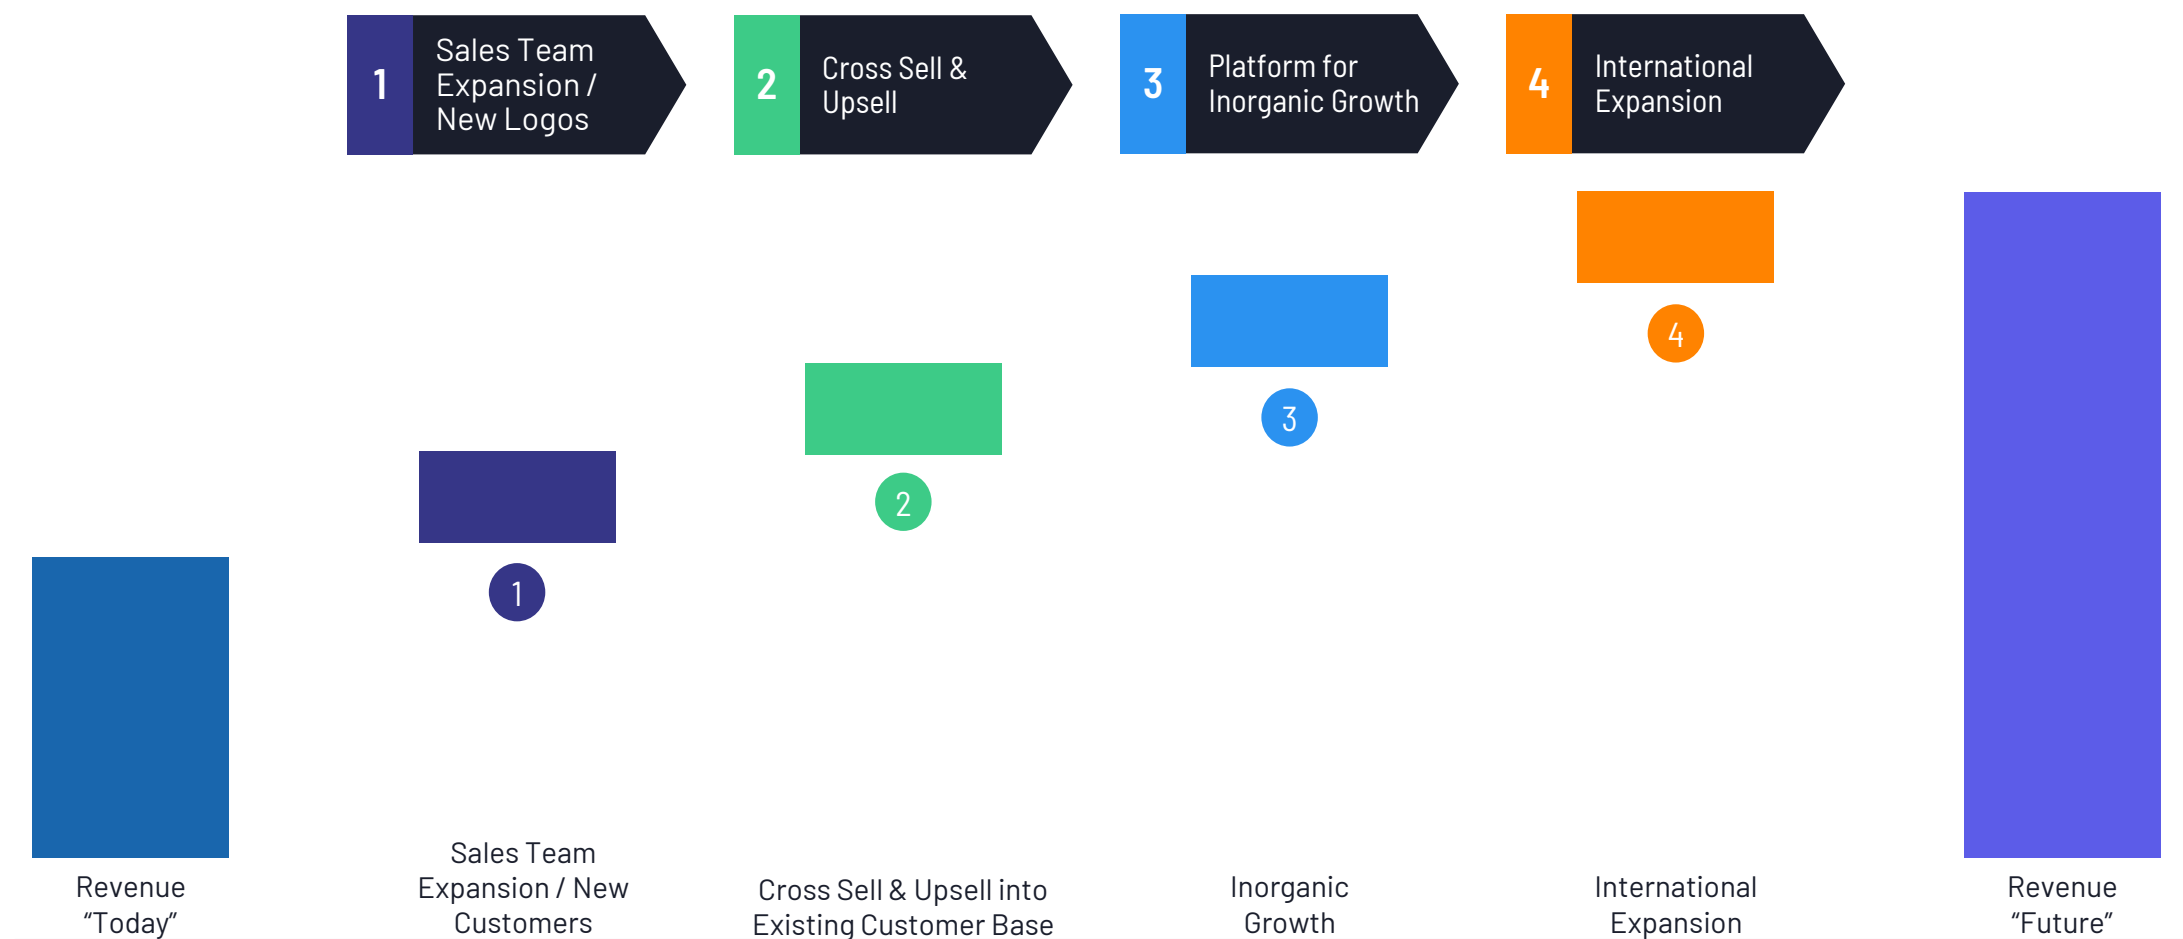 1
Sales Team
Expansion /
New Logos
2
Cross Sell &
Upsell
3
Platform for
Inorganic Growth
4
International
Expansion
4
3
2
1
Revenue
“Today”
Sales Team
Expansion / New
Customers
Cross Sell & Upsell into
Existing Customer Base
Inorganic
Growth
International
Expansion
Revenue
“Future”